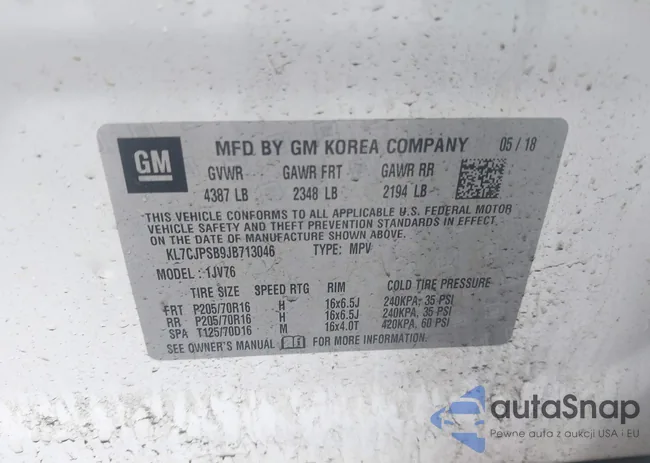 GM
MFD BY GM KOREA COMPANY 05 / 18
GVWR GAWR FRT GAWR RR
4387 LB 2348 LB 2194 LB
THIS VEHICLE CONFORMS TO ALL APPLICABLE U.S. FEDERAL MOTOR
VEHICLE SAFETY AND THEFT PREVENTION STANDARDS IN EFFECT
ON THE DATE OF MANUFACTURE SHOWN ABOVE.
KL7CJPSB9JB713046 TYPE: MPV
MODEL : 1JV76
TIRE SIZE SPEED RTG RIM COLD TIRE PRESSURE
FRT P205/70R16 H 16x6.5J 240KPA, 35 PSI
RR P205/70R16 H 16x6.5J 240KPA, 35 PSI
SPA T125/70D16 M 16x4.0T 420KPA, 60 PSI
SEE OWNER'S MANUAL FOR MORE INFORMATION.
autaSnap
Pewne auta z aukcji USA i EU